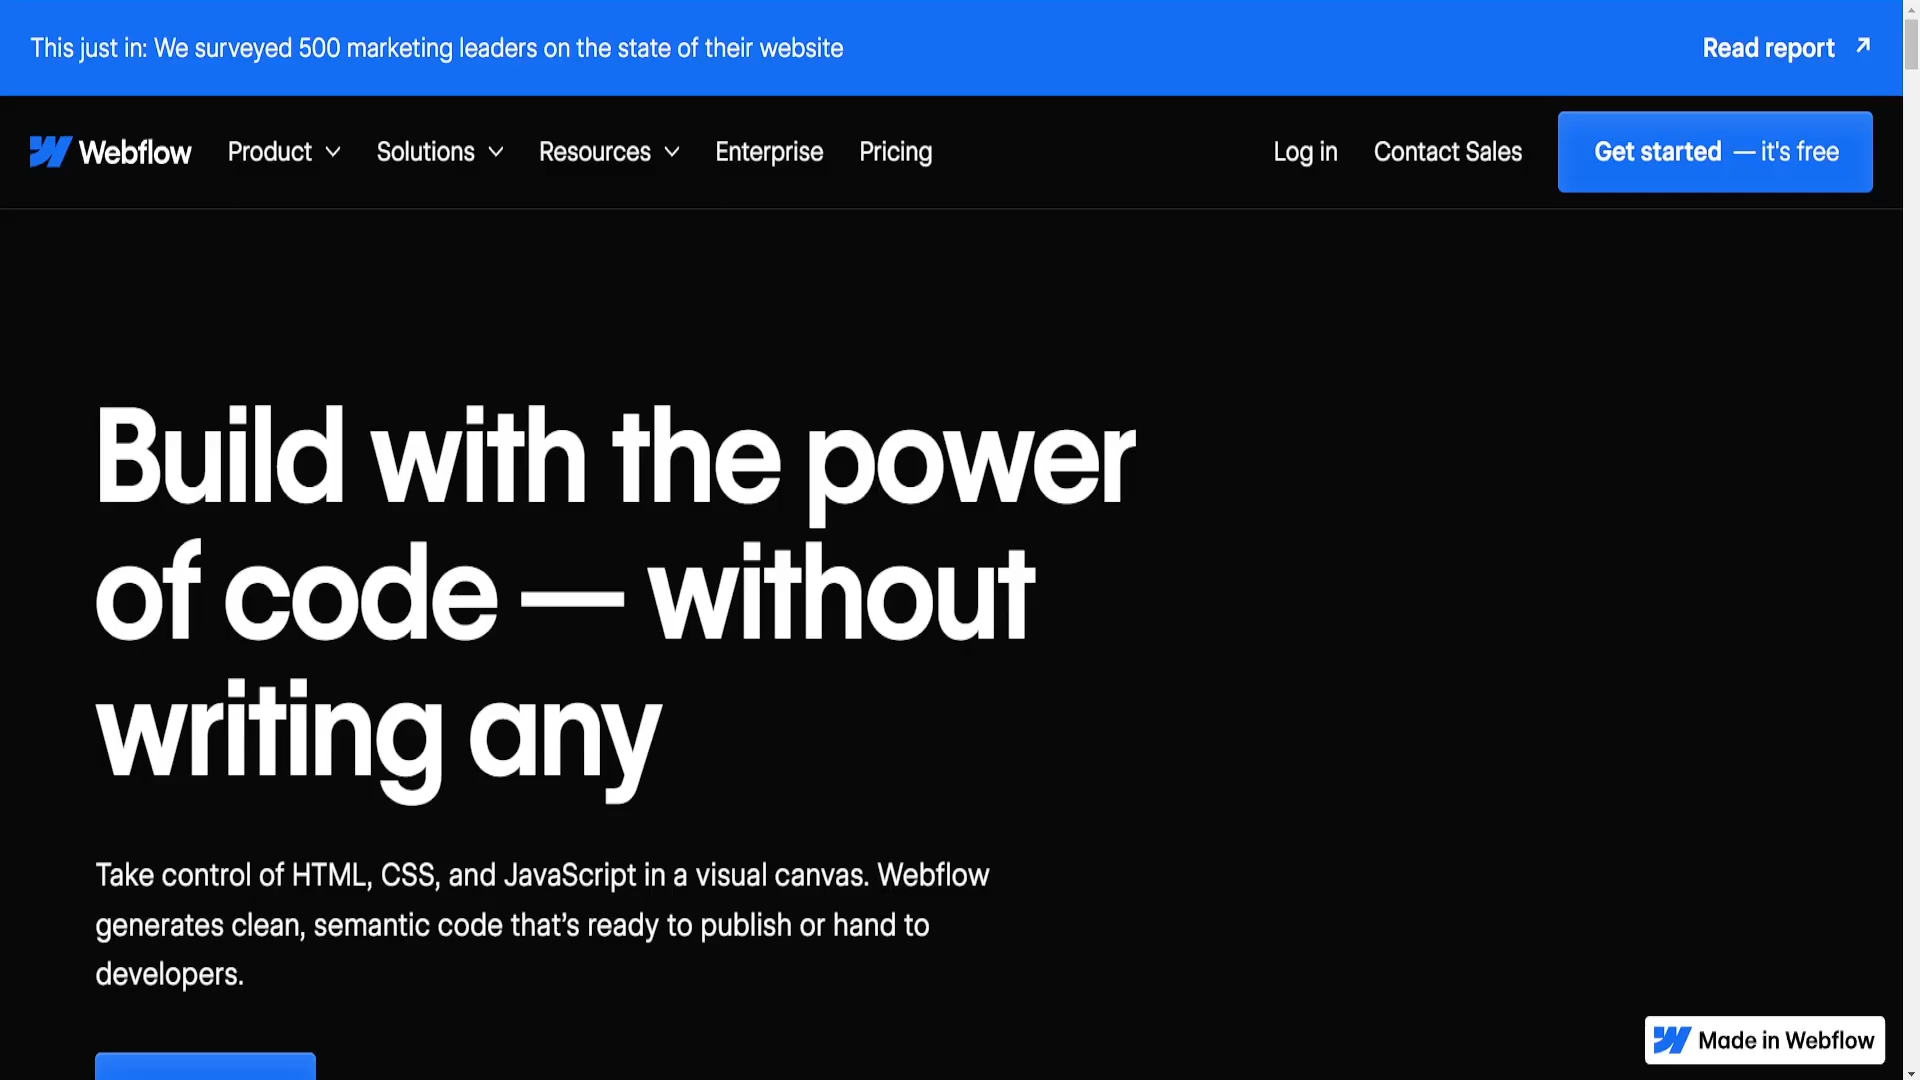 This just in: We surveyed 500 marketing leaders on the state of their website
Read report
Webflow Product Solutions Resources Enterprise Pricing Log in Contact Sales Get started — it's free
Build with the power
of code — without
writing any
Take control of HTML, CSS, and JavaScript in a visual canvas. Webflow
generates clean, semantic code that’s ready to publish or hand to
developers.
Made in Webflow